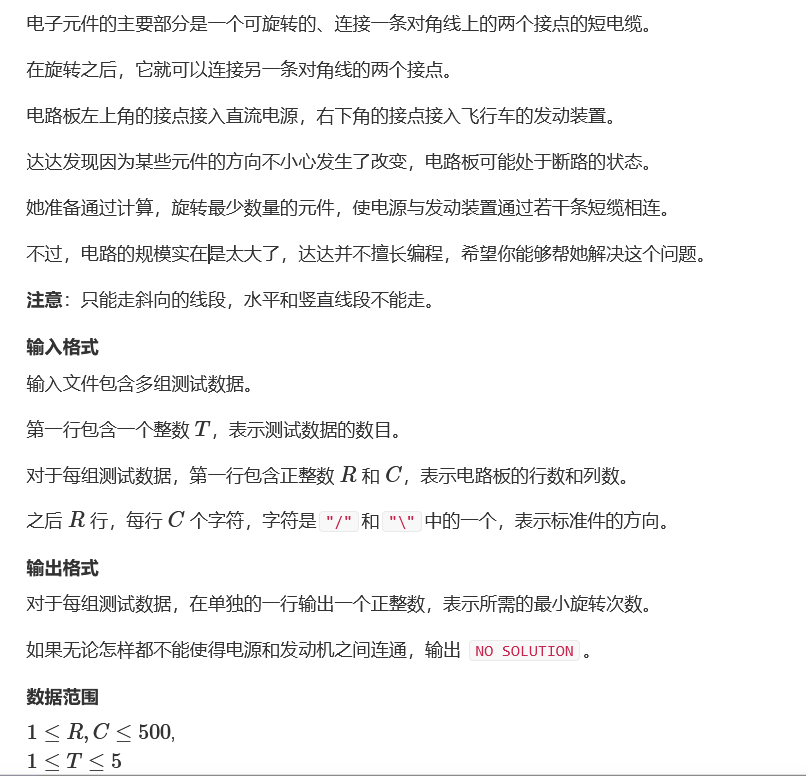 电子元件的主要部分是一个可旋转的、连接一条对角线上的两个接点的短电缆。
在旋转之后，它就可以连接另一条对角线的两个接点。
电路板左上角的接点接入直流电源，右下角的接点接入飞行车的发动装置。
达达发现因为某些元件的方向不小心发生了改变，电路板可能处于断路的状态。
她准备通过计算，旋转最少数量的元件，使电源与发动装置通过若干条短缆相连。
不过，电路的规模实在是太大了，达达并不擅长编程，希望你能够帮她解决这个问题。
注意：只能走斜向的线段，水平和竖直线段不能走。
输入格式
输入文件包含多组测试数据。
第一行包含一个整数 T，表示测试数据的数目。
对于每组测试数据，第一行包含正整数 R 和 C，表示电路板的行数和列数。
之后 R 行，每行 C 个字符，字符是"/"和"\"中的一个，表示标准件的方向。
输出格式
对于每组测试数据，在单独的一行输出一个正整数，表示所需的最小旋转次数。
如果无论怎样都不能使得电源和发动机之间连通，输出 NO SOLUTION。
数据范围
1 ≤ R, C ≤ 500,
1 ≤ T ≤ 5